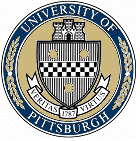 UNIVERSITY OF
PITTSBURGH
VERITAS 1787 VIRTUS